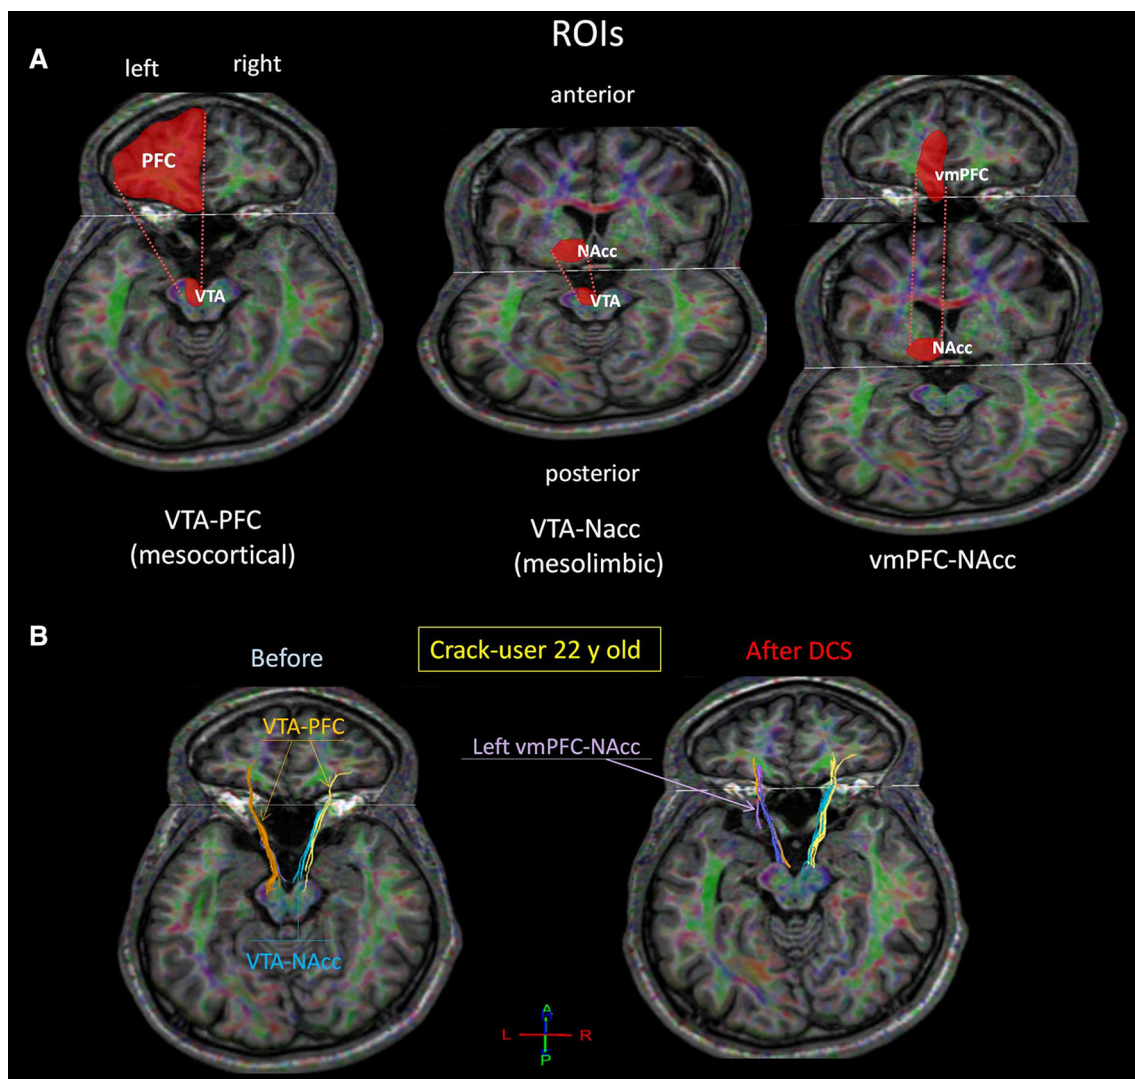 ROIs
A
left
right
anterior
PFC
vmPFC
NAcc
VTA
VTA
NAcc
posterior
VTA-PFC
(mesocortical)
VTA-Nacc
(mesolimbic)
vmPFC-NAcc
B
Before
Crack-user 22 y old
After DCS
VTA-PFC
Left vmPFC-NAcc
VTA-NAcc
A
L
R
P